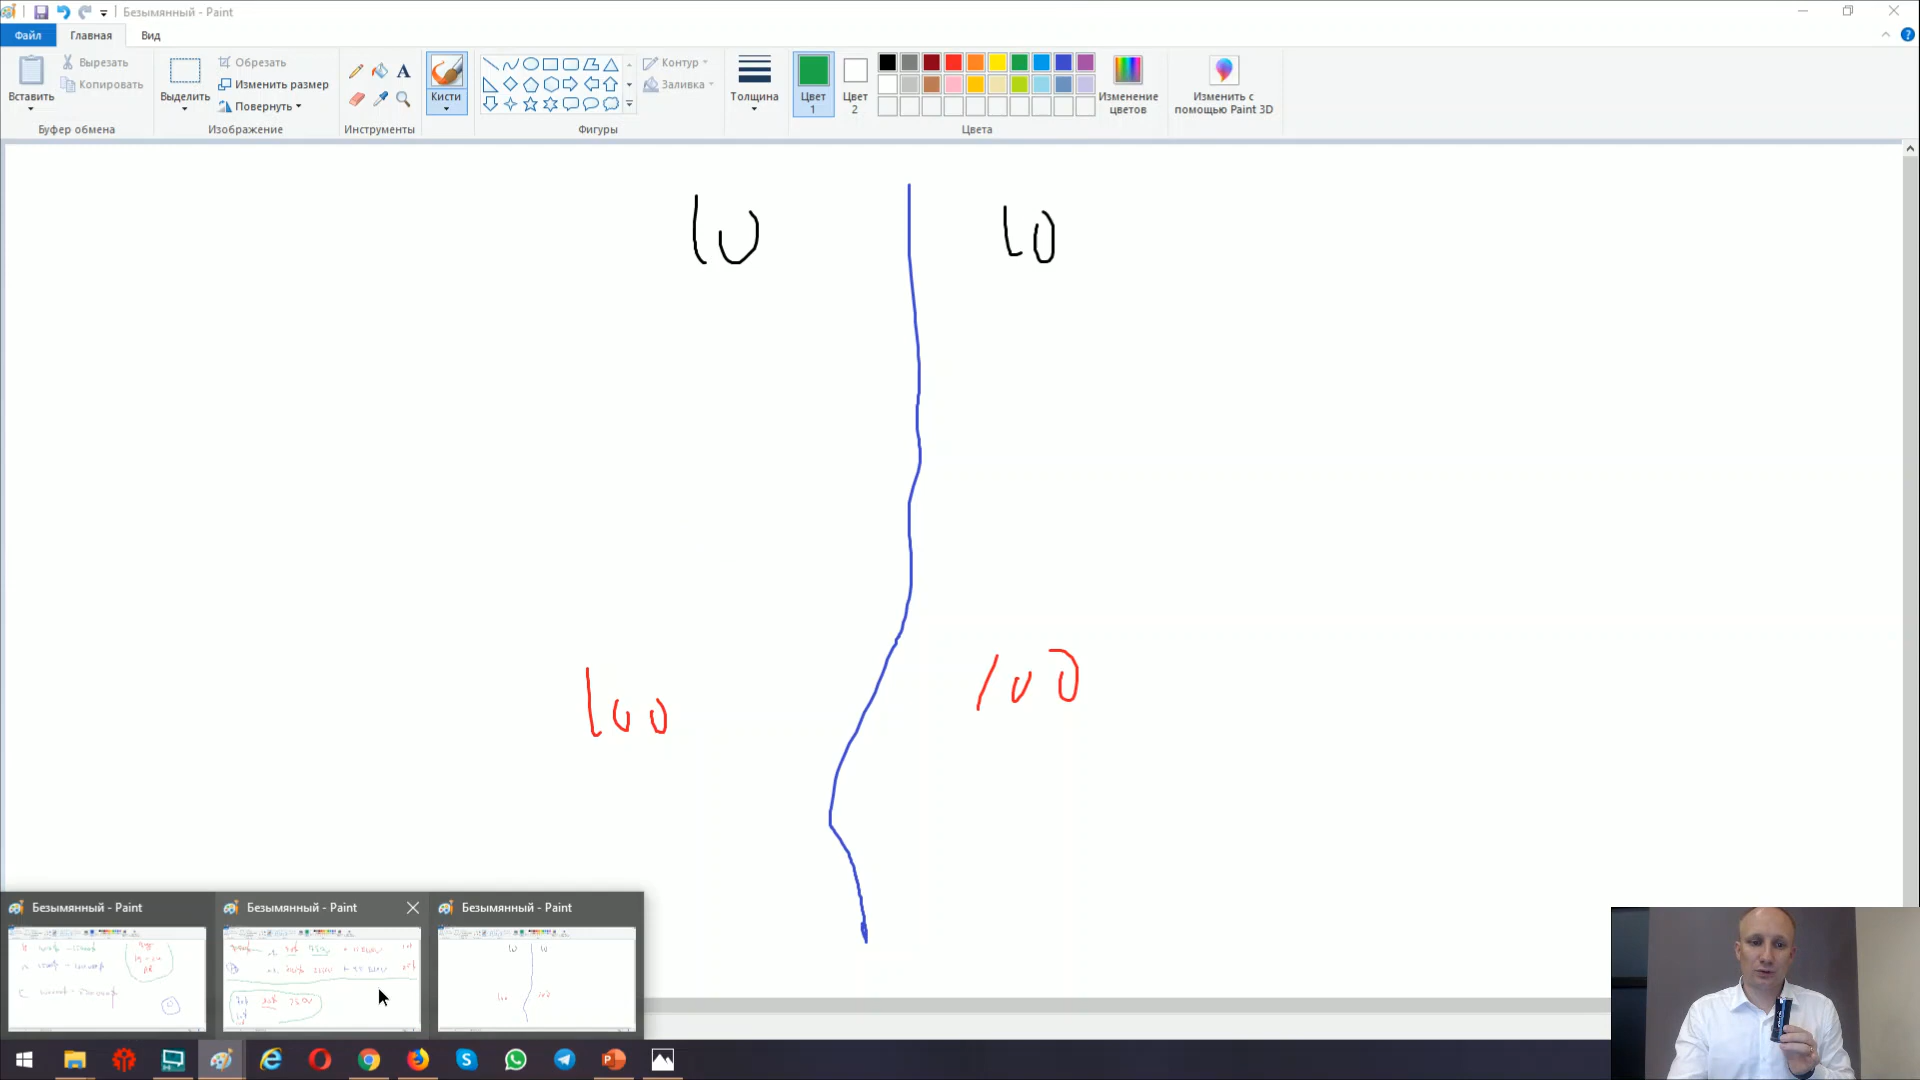 Безымянный - Paint
Файл Главная Вид
Вставить
Вырезать
Копировать
Буфер обмена
Выделить
Обрезать
Изменить размер
Повернуть
Изображение
A
Инструменты
Кисти
Контур
Заливка
Фигуры
Толщина
Цвет
1
Цвет
2
Изменение
цветов
Цвета
Изменить с
помощью Paint 3D
10 10
100 100
Безымянный - Paint Безымянный - Paint Безымянный - Paint